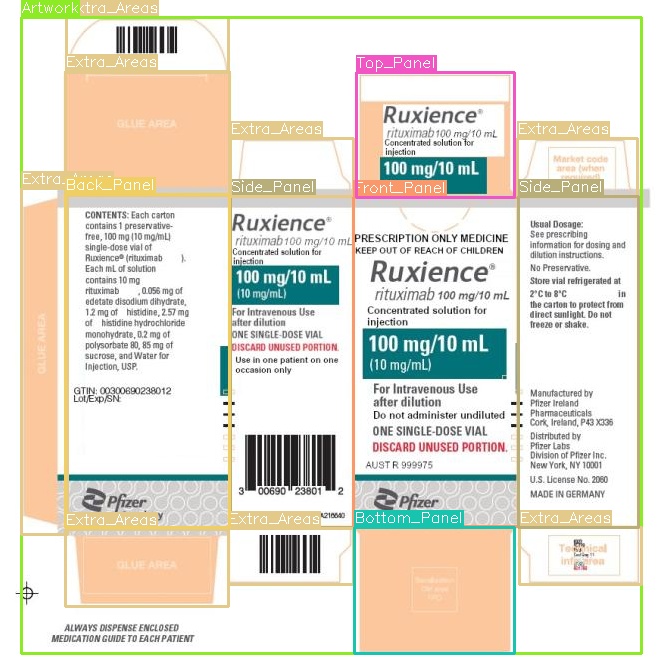 Artwork
Extra_Areas
Extra_Areas
GLUE AREA
Top_Panel
Ruxience®
rituximab 100 mg/10 mL
Concentrated solution for
injection
100 mg/10 mL
Extra_Areas
Extra_Areas
Market code
area (when
required)
Extra_Areas
GLUE AREA
Back_Panel
CONTENTS: Each carton
contains 1 preservative-
free, 100 mg (10 mg/mL)
single-dose vial of
Ruxience® (rituximab ).
Each mL of solution
contains 10 mg
rituximab , 0.056 mg of
edetate disodium dihydrate,
1.2 mg of histidine, 2.57
mg of histidine hydrochloride
monohydrate, 0.2 mg of
polysorbate 80, 85 mg of
sucrose, and Water for
Injection, USP.
GTIN: 00300690238012
Lot/Exp/SN:
Pfizer
Side_Panel
Ruxience®
rituximab 100 mg/10 mL
Concentrated solution for
injection
100 mg/10 mL
(10 mg/mL)
For Intravenous Use
after dilution
ONE SINGLE-DOSE VIAL
DISCARD UNUSED PORTION.
Use in one patient on one
occasion only
3 00690 23801 2
Front_Panel
PRESCRIPTION ONLY MEDICINE
KEEP OUT OF REACH OF CHILDREN
Ruxience®
rituximab 100 mg/10 mL
Concentrated solution for
injection
100 mg/10 mL
(10 mg/mL)
For Intravenous Use
after dilution
Do not administer undiluted
ONE SINGLE-DOSE VIAL
DISCARD UNUSED PORTION.
AUST R 999975
Pfizer
Side_Panel
Usual Dosage:
See prescribing
information for dosing and
dilution instructions.
No Preservative.
Store vial refrigerated at
2°C to 8°C in
the carton to protect from
direct sunlight. Do not
freeze or shake.
Manufactured by
Pfizer Ireland
Pharmaceuticals
Cork, Ireland, P43 X336
Distributed by
Pfizer Labs
Division of Pfizer Inc.
New York, NY 10001
U.S. License No. 2060
MADE IN GERMANY
Extra_Areas
GLUE AREA
Extra_Areas
Bottom_Panel
Extra_Areas
Technical
info area
ALWAYS DISPENSE ENCLOSED
MEDICATION GUIDE TO EACH PATIENT